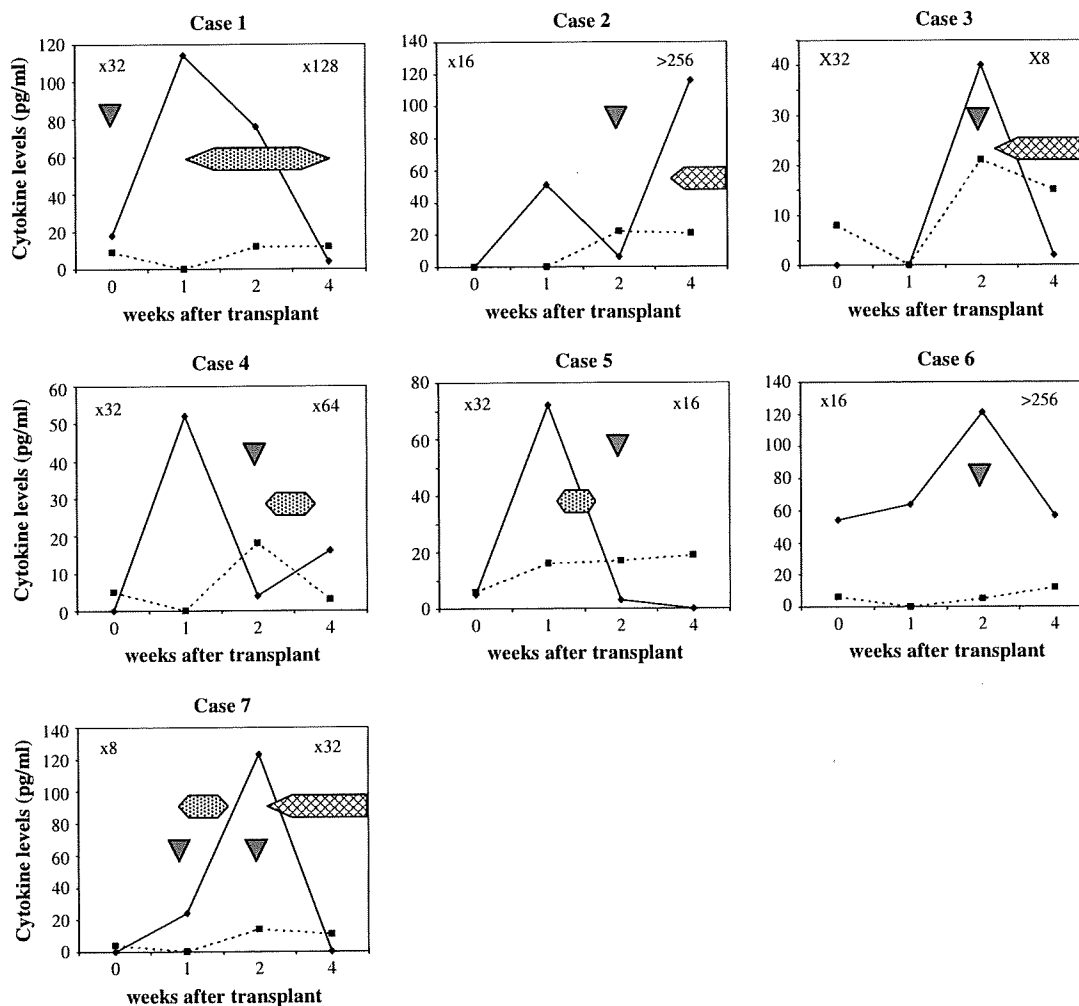 Case 1
Cytokine levels (pg/ml)
120
100
80
60
40
20
0
x32
x128
0 1 2 4
weeks after transplant
Case 2
140
120
100
80
60
40
20
0
x16
>256
0 1 2 4
weeks after transplant
Case 3
40
30
20
10
0
X32
X8
0 1 2 4
weeks after transplant
Case 4
Cytokine levels (pg/ml)
60
50
40
30
20
10
0
x32
x64
0 1 2 4
weeks after transplant
Case 5
80
60
40
20
0
x32
x16
0 1 2 4
weeks after transplant
Case 6
140
120
100
80
60
40
20
0
x16
>256
0 1 2 4
weeks after transplant
Case 7
Cytokine levels (pg/ml)
140
120
100
80
60
40
20
0
x8
x32
0 1 2 4
weeks after transplant